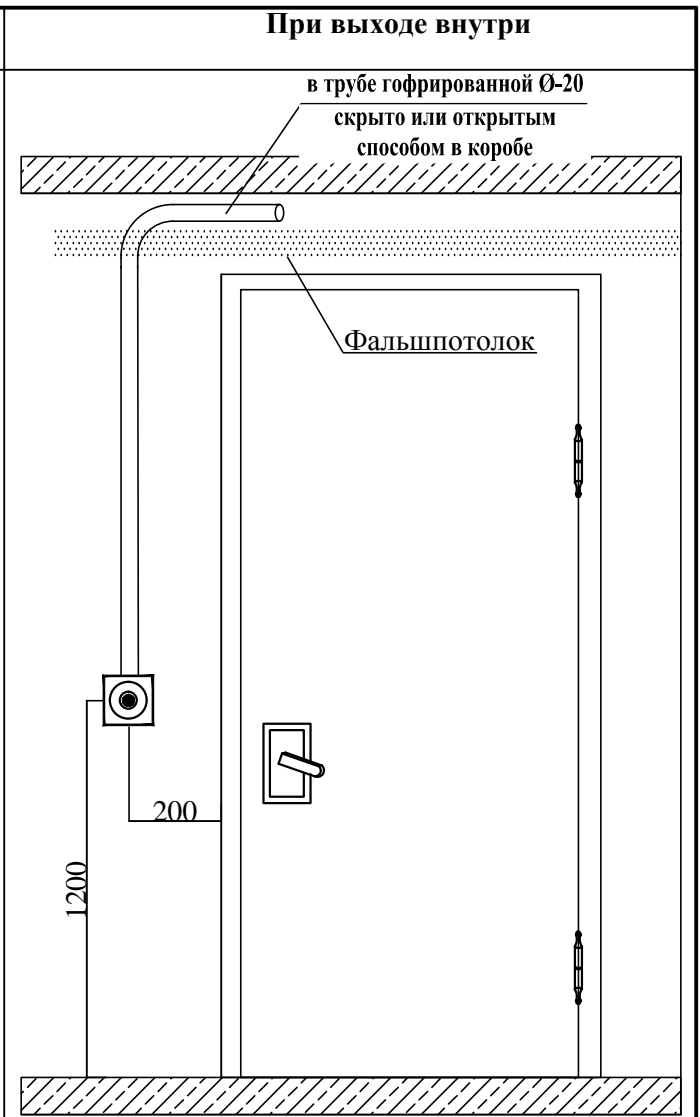 При выходе внутри
в трубе гофрированной Ø-20
скрыто или открытым
способом в коробе
Фальшпотолок
200
1200